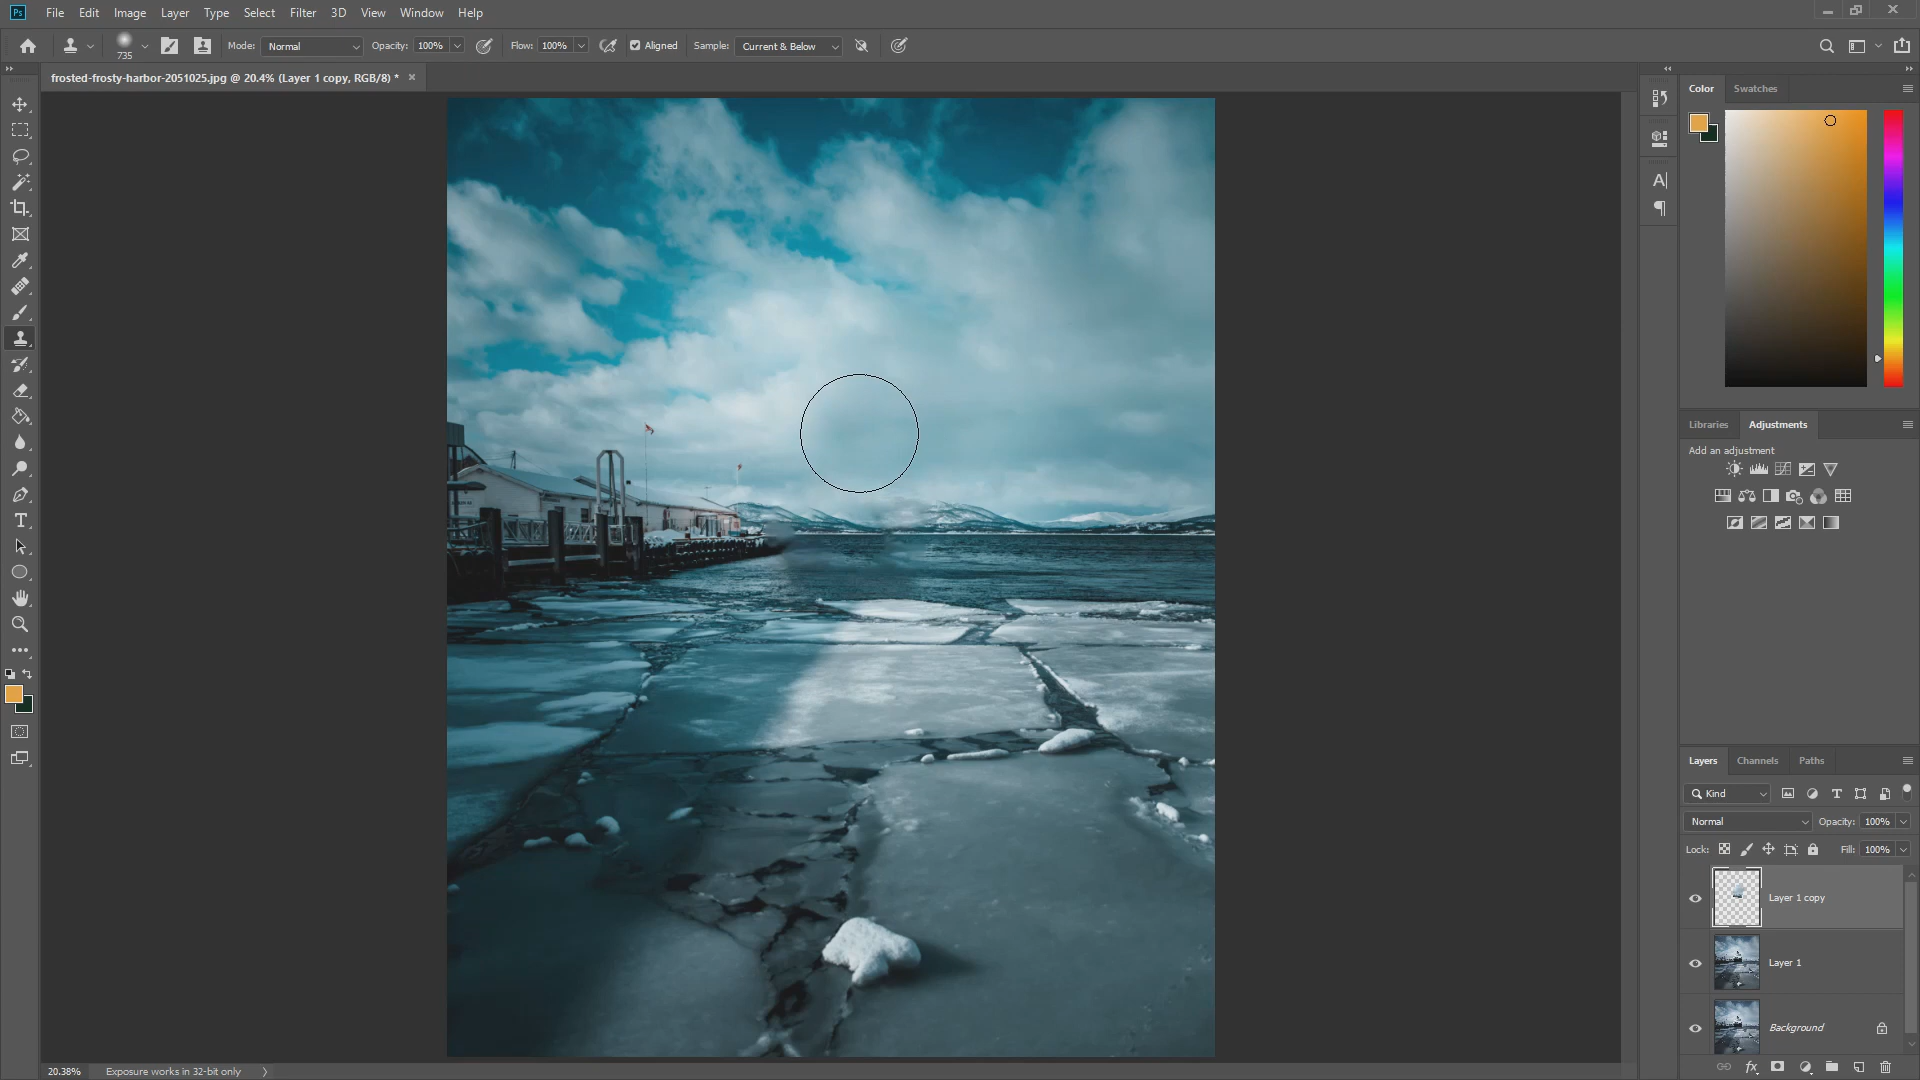 Ps File Edit Image Layer Type Select Filter 3D View Window Help
735 Mode: Normal Opacity: 100% Flow: 100% Aligned Sample: Current & Below
frosted-frosty-harbor-2051025.jpg @ 20.4% (Layer 1 copy, RGB/8) *
Color Swatches
Libraries Adjustments
Add an adjustment
Layers Channels Paths
Kind
Normal Opacity: 100%
Lock: Fill: 100%
Layer 1 copy
Layer 1
Background
20.38% Exposure works in 32-bit only